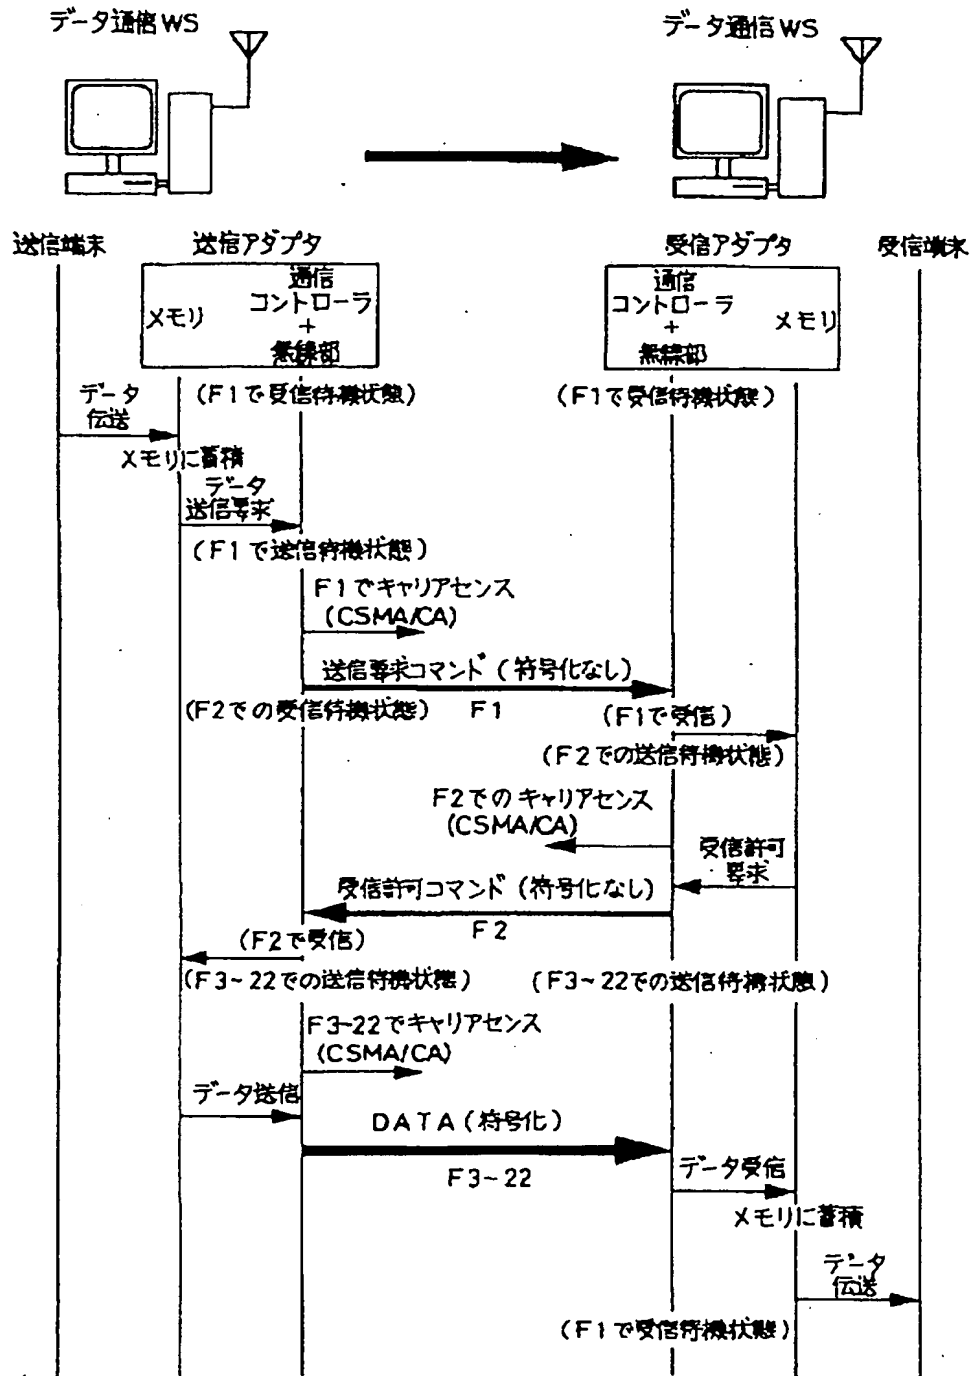 データ通信WS
データ通信WS
送信端末
送信アダプタ
受信アダプタ
受信端末
メモリ
通信
コントローラ
+
無線部
通信
コントローラ
+
無線部
メモリ
データ
伝送
(F1で受信待機状態)
(F1で受信待機状態)
メモリに蓄積
データ
送信要求
(F1で送信待機状態)
F1でキャリアセンス
(CSMA/CA)
送信要求コマンド(符号化なし)
(F2での受信待機状態)
F1
(F1で受信)
(F2での送信待機状態)
F2でのキャリアセンス
(CSMA/CA)
受信許可
要求
受信許可コマンド(符号化なし)
F2
(F2で受信)
(F3~22での送信待機状態)
(F3~22での送信待機状態)
F3-22でキャリアセンス
(CSMA/CA)
データ送信
DATA(符号化)
F3~22
データ受信
メモリに蓄積
データ
伝送
(F1で受信待機状態)